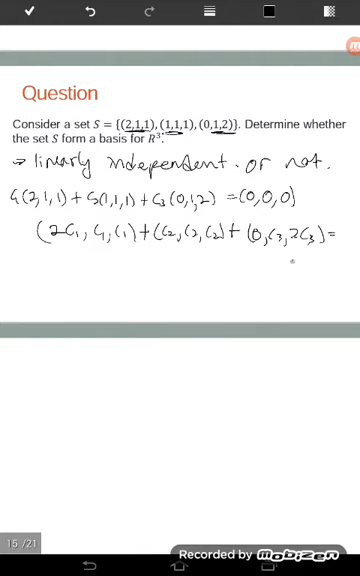 Question
Consider a set S = {(2,1,1), (1,1,1), (0,1,2)}. Determine whether
the set S form a basis for R³.
→ linearly independent or not.
C₁(2,1,1) + C₂(1,1,1) + C₃(0,1,2) = (0,0,0)
(2C₁, C₁, C₁) + (C₂, C₂, C₂) + (0, C₃, 2C₃) =
15 /21
Recorded by Mobizen